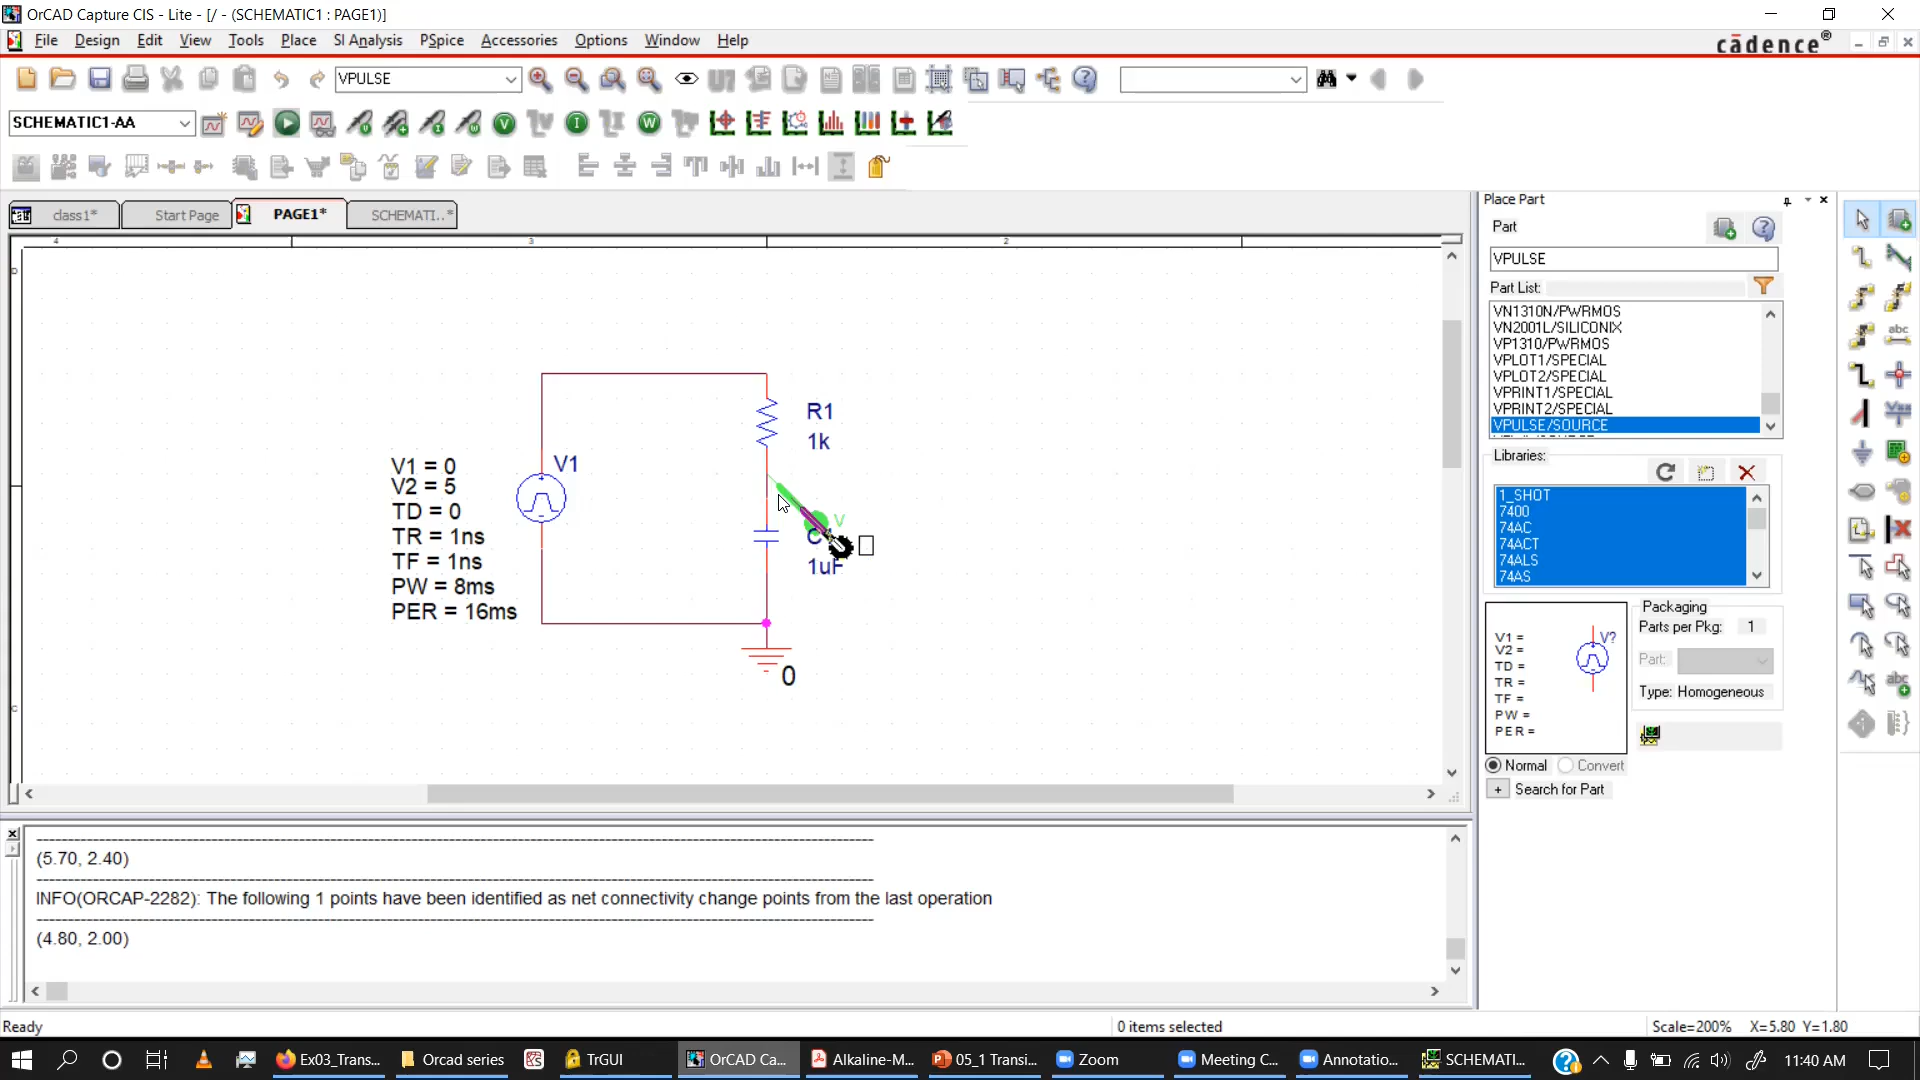 OrCAD Capture CIS - Lite - [/ - (SCHEMATIC1 : PAGE1)]
File Design Edit View Tools Place SI Analysis PSpice Accessories Options Window Help
cādence®
VPULSE
SCHEMATIC1-AA
class1* Start Page PAGE1* SCHEMATI..*
4 3 2
D
C
R1
1k
V1
V1 = 0
V2 = 5
TD = 0
TR = 1ns
TF = 1ns
PW = 8ms
PER = 16ms
V
1uF
0
(5.70, 2.40)
INFO(ORCAP-2282): The following 1 points have been identified as net connectivity change points from the last operation
(4.80, 2.00)
Place Part
Part
VPULSE
Part List:
VN1310N/PWRMOS
VN2001L/SILICONIX
VP1310/PWRMOS
VPLOT1/SPECIAL
VPLOT2/SPECIAL
VPRINT1/SPECIAL
VPRINT2/SPECIAL
VPULSE/SOURCE
Libraries:
1_SHOT
7400
74AC
74ACT
74ALS
74AS
V1 =
V2 =
TD =
TR =
TF =
PW =
PER =
V?
Packaging
Parts per Pkg: 1
Part:
Type: Homogeneous
Normal Convert
+ Search for Part
Ready
0 items selected
Scale=200% X=5.80 Y=1.80
Ex03_Trans... Orcad series TrGUI OrCAD Ca... Alkaline-M... 05_1 Transi... Zoom Meeting C... Annotatio... SCHEMATI... 11:40 AM